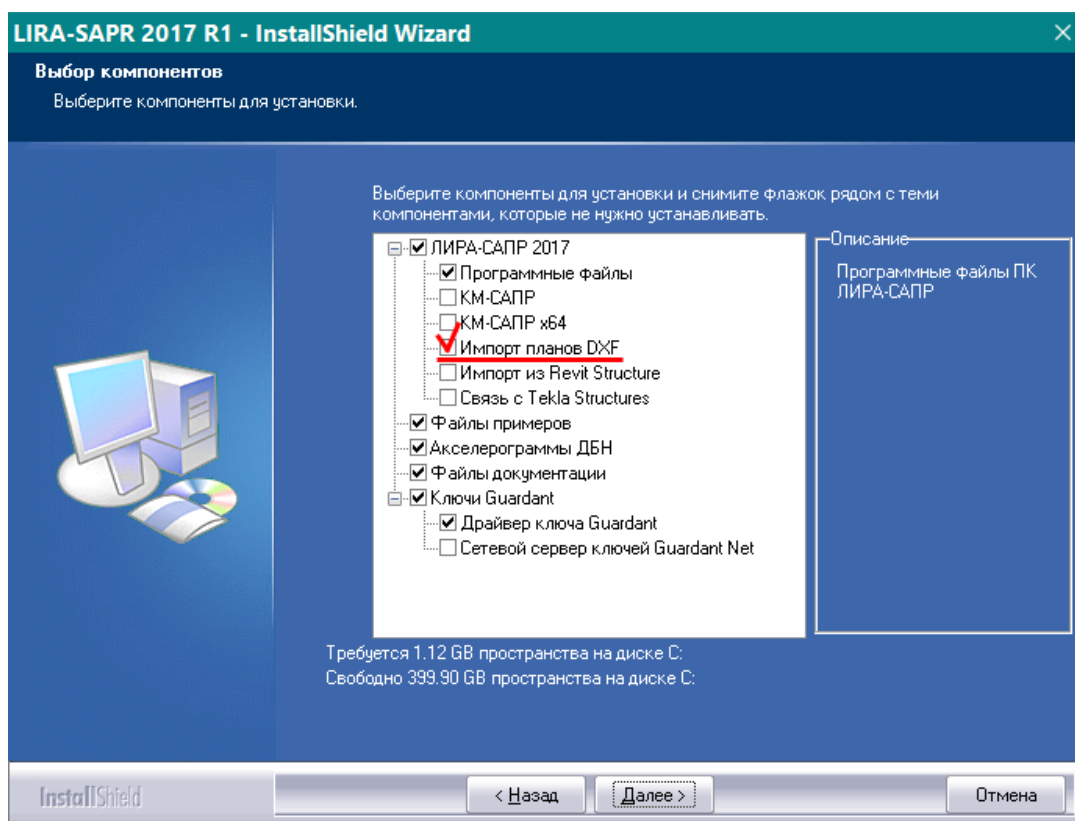 LIRA-SAPR 2017 R1 - InstallShield Wizard
Выбор компонентов
Выберите компоненты для установки.
Выберите компоненты для установки и снимите флажок рядом с теми
компонентами, которые не нужно устанавливать.
ЛИРА-САПР 2017
Программные файлы
КМ-САПР
КМ-САПР x64
Импорт планов DXF
Импорт из Revit Structure
Связь с Tekla Structures
Файлы примеров
Акселерограммы ДБН
Файлы документации
Ключи Guardant
Драйвер ключа Guardant
Сетевой сервер ключей Guardant Net
Описание
Программные файлы ПК
ЛИРА-САПР
Требуется 1.12 GB пространства на диске C:
Свободно 399.90 GB пространства на диске C:
InstallShield
< Назад
Далее >
Отмена